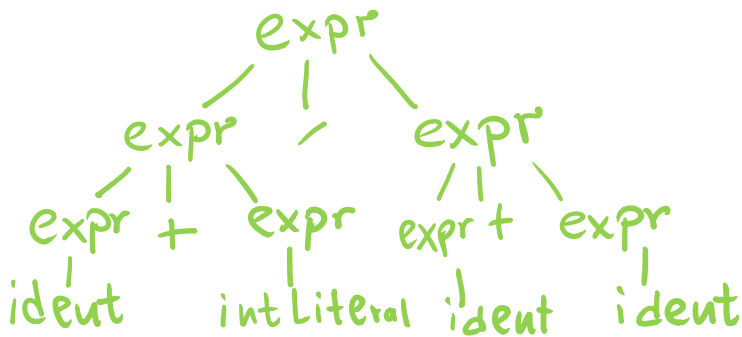 expr
expr / expr
expr + expr expr + expr
ident intLiteral ident ident